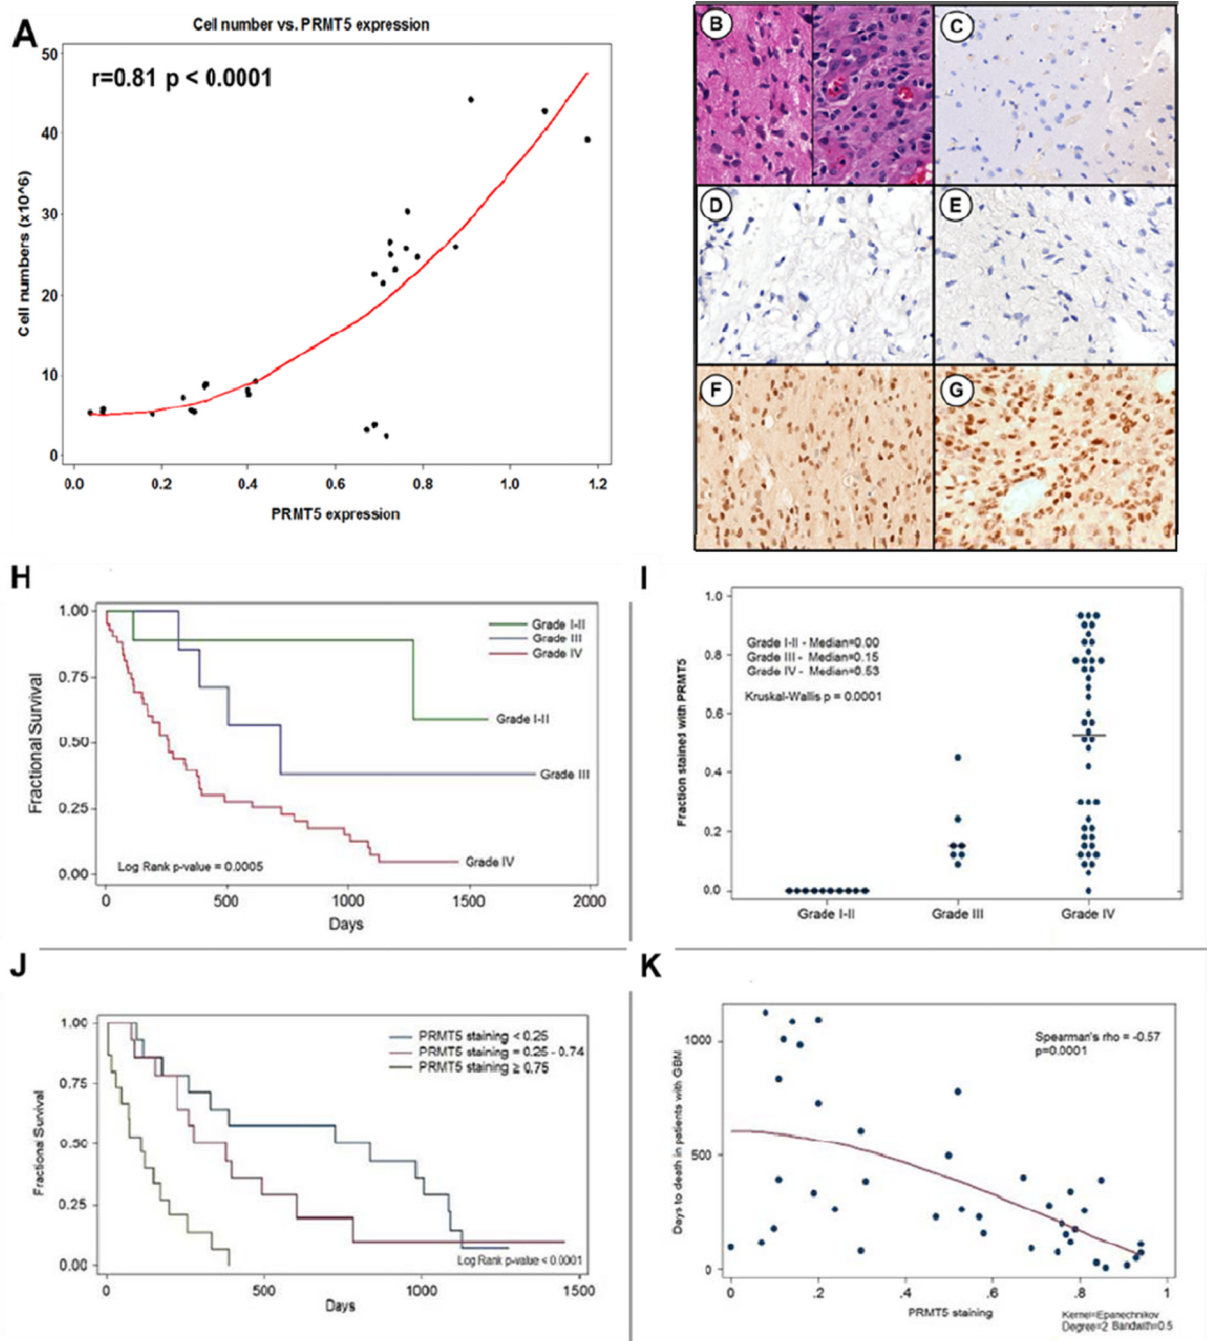 A
Cell number vs. PRMT5 expression
r=0.81 p < 0.0001
Cell numbers (x10^6)
50
40
30
20
10
0
0.0 0.2 0.4 0.6 0.8 1.0 1.2
PRMT5 expression
B
C
D
E
F
G
H
Fractional Survival
1.00
0.75
0.50
0.25
0.00
Grade I-II
Grade III
Grade IV
Grade I-II
Grade III
Grade IV
Log Rank p-value = 0.0005
0 500 1000 1500 2000
Days
I
Fraction stained with PRMT5
1.0
0.8
0.6
0.4
0.2
0.0
Grade I-II - Median=0.00
Grade III - Median=0.15
Grade IV - Median=0.53
Kruskal-Wallis p = 0.0001
Grade I-II Grade III Grade IV
J
Fractional Survival
1.00
0.75
0.50
0.25
0.00
PRMT5 staining < 0.25
PRMT5 staining = 0.25 - 0.74
PRMT5 staining ≥ 0.75
Log Rank p-value < 0.0001
0 500 1000 1500
Days
K
Days to death in patients with GBM
1000
500
0
Spearman's rho = -0.57
p=0.0001
0 .2 .4 .6 .8 1
PRMT5 staining
Kernel=Epanechnikov
Degree=2 Bandwith=0.5